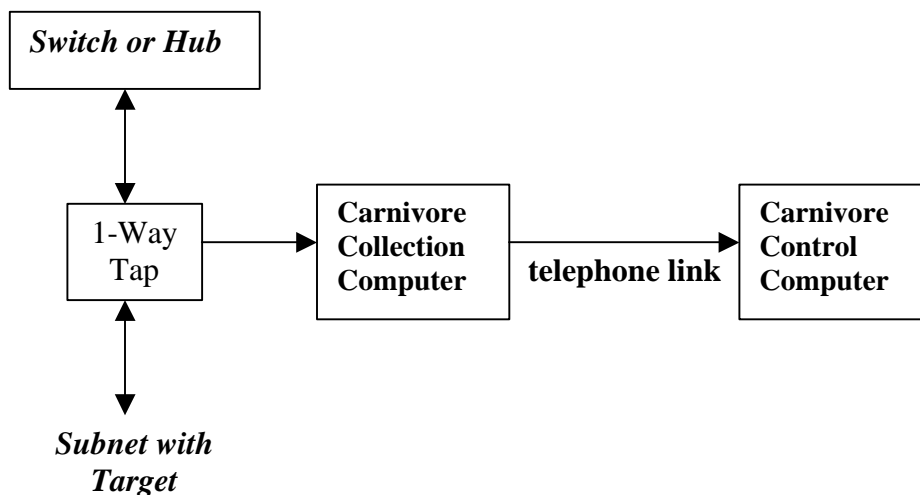 Switch or Hub
1-Way
Tap
Carnivore
Collection
Computer
telephone link
Carnivore
Control
Computer
Subnet with
Target